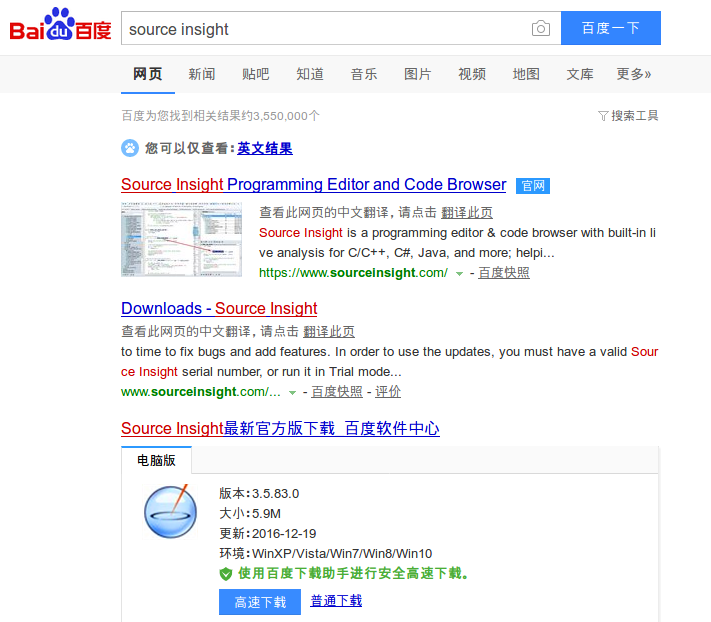 Bai du 百度
source insight
百度一下
网页 新闻 贴吧 知道 音乐 图片 视频 地图 文库 更多»
百度为您找到相关结果约3,550,000个
搜索工具
您可以仅查看:英文结果
Source Insight Programming Editor and Code Browser 官网
查看此网页的中文翻译, 请点击 翻译此页
Source Insight is a programming editor & code browser with built-in li
ve analysis for C/C++, C#, Java, and more; helpi...
https://www.sourceinsight.com/ - 百度快照
Downloads - Source Insight
查看此网页的中文翻译, 请点击 翻译此页
to time to fix bugs and add features. In order to use the updates, you must have a valid Sour
ce Insight serial number, or run it in Trial mode...
www.sourceinsight.com/... - 百度快照 - 评价
Source Insight最新官方版下载_百度软件中心
电脑版
版本:3.5.83.0
大小:5.9M
更新:2016-12-19
环境:WinXP/Vista/Win7/Win8/Win10
使用百度下载助手进行安全高速下载。
高速下载 普通下载